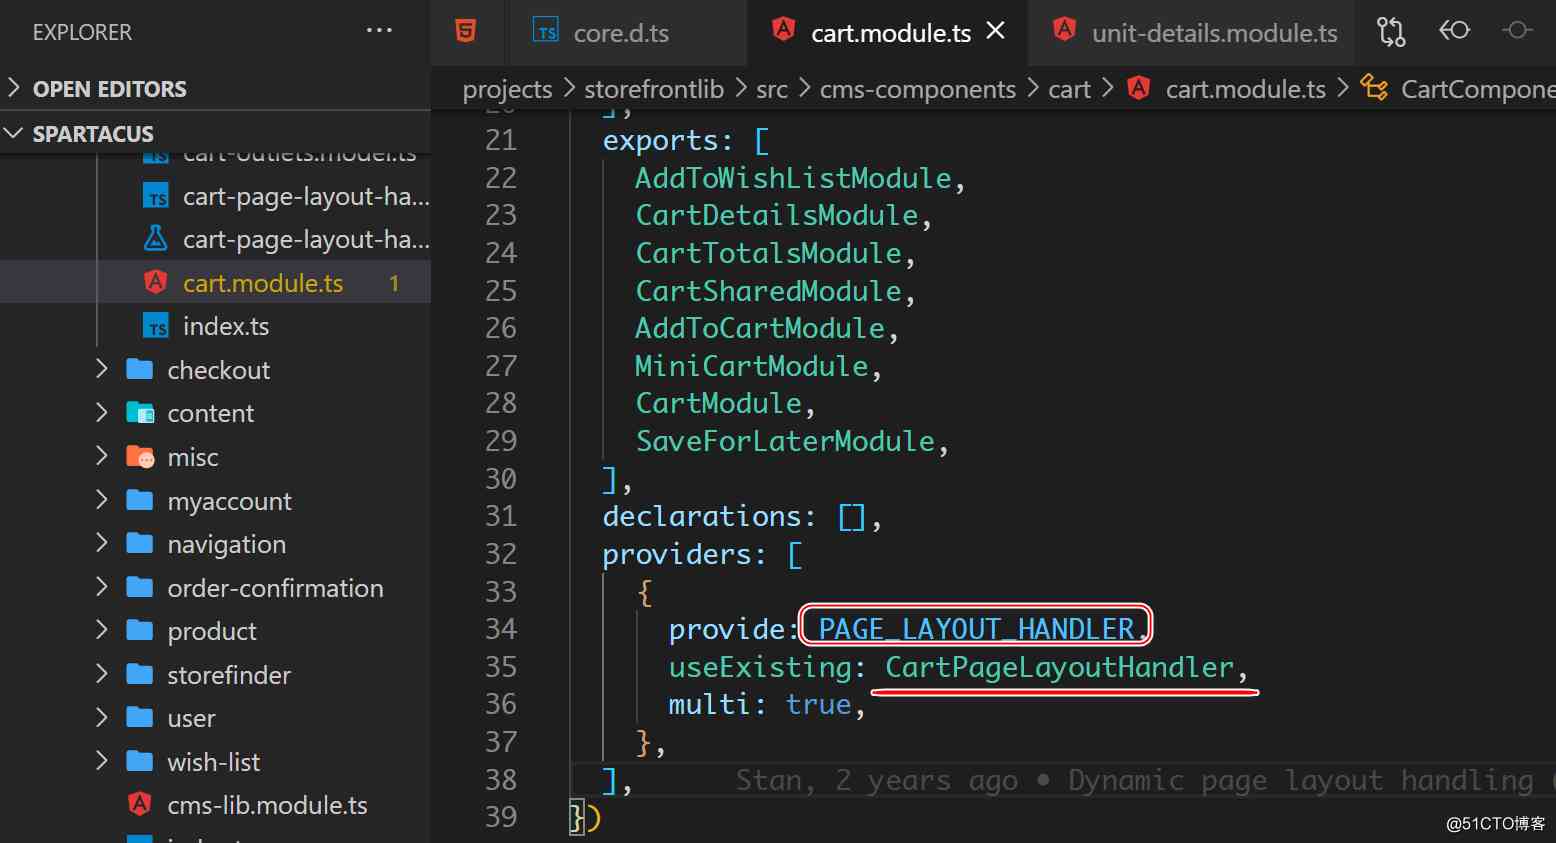 EXPLORER
···
core.d.ts
cart.module.ts
unit-details.module.ts
OPEN EDITORS
projects > storefrontlib > src > cms-components > cart > cart.module.ts > CartCompone
SPARTACUS
cart-outlets.model.ts
cart-page-layout-ha...
cart-page-layout-ha...
cart.module.ts 1
index.ts
checkout
content
misc
myaccount
navigation
order-confirmation
product
storefinder
user
wish-list
cms-lib.module.ts
20 ],
21 exports: [
22 AddToWishListModule,
23 CartDetailsModule,
24 CartTotalsModule,
25 CartSharedModule,
26 AddToCartModule,
27 MiniCartModule,
28 CartModule,
29 SaveForLaterModule,
30 ],
31 declarations: [],
32 providers: [
33 {
34 provide: PAGE_LAYOUT_HANDLER,
35 useExisting: CartPageLayoutHandler,
36 multi: true,
37 },
38 ], Stan, 2 years ago • Dynamic page layout handling (
39 })
@51CTO博客